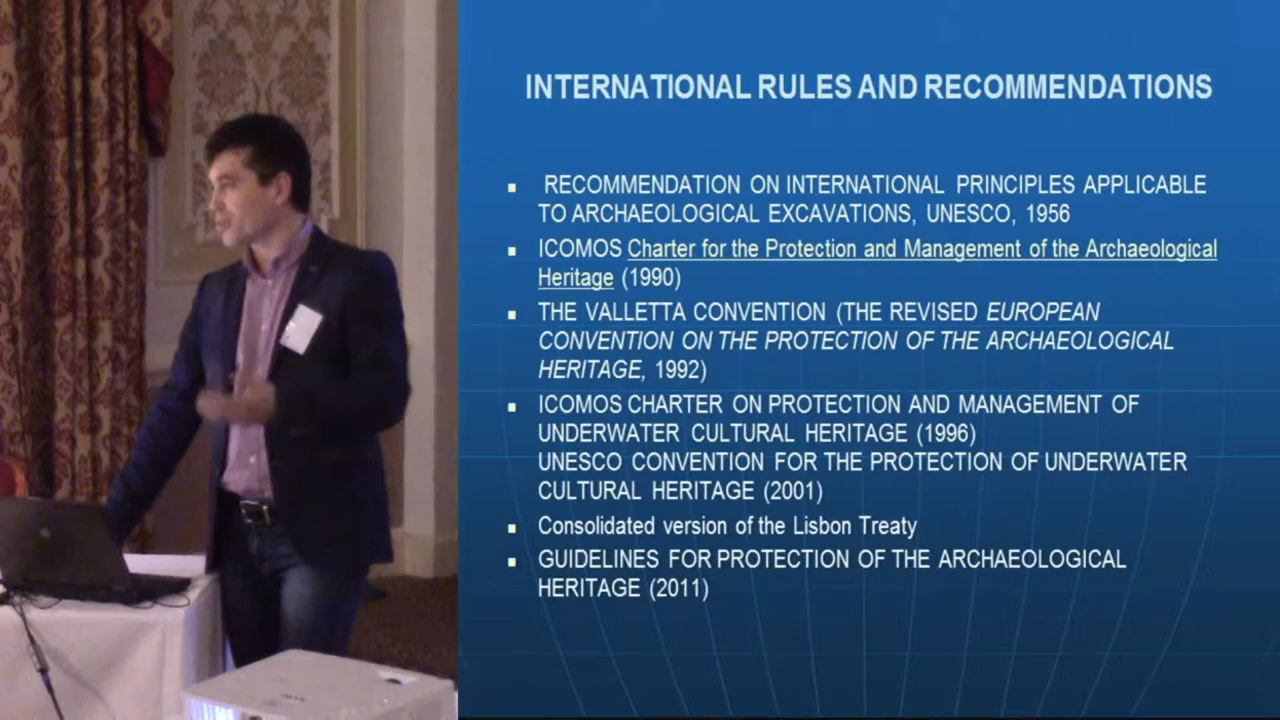 INTERNATIONAL RULES AND RECOMMENDATIONS
RECOMMENDATION ON INTERNATIONAL PRINCIPLES APPLICABLE
TO ARCHAEOLOGICAL EXCAVATIONS, UNESCO, 1956
ICOMOS Charter for the Protection and Management of the Archaeological
Heritage (1990)
THE VALLETTA CONVENTION (THE REVISED EUROPEAN
CONVENTION ON THE PROTECTION OF THE ARCHAEOLOGICAL
HERITAGE, 1992)
ICOMOS CHARTER ON PROTECTION AND MANAGEMENT OF
UNDERWATER CULTURAL HERITAGE (1996)
UNESCO CONVENTION FOR THE PROTECTION OF UNDERWATER
CULTURAL HERITAGE (2001)
Consolidated version of the Lisbon Treaty
GUIDELINES FOR PROTECTION OF THE ARCHAEOLOGICAL
HERITAGE (2011)